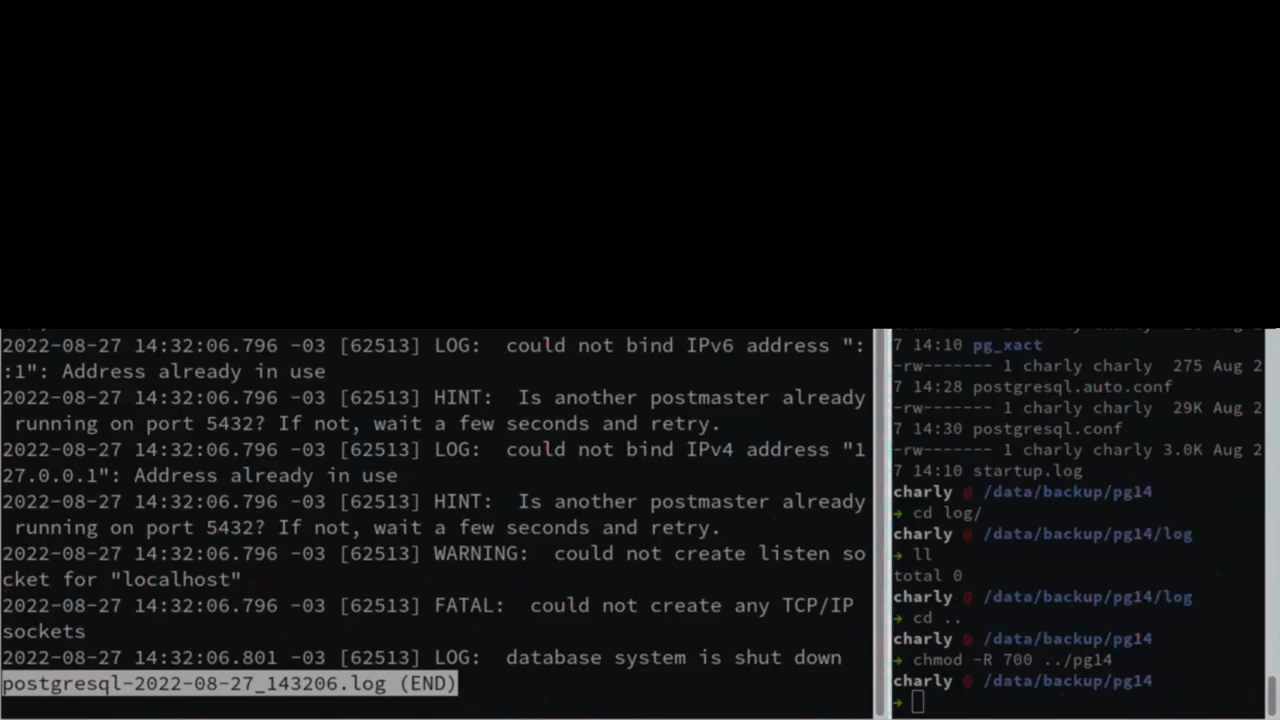 2022-08-27 14:32:06.796 -03 [62513] LOG:  could not bind IPv6 address ":
:1": Address already in use
2022-08-27 14:32:06.796 -03 [62513] HINT:  Is another postmaster already
 running on port 5432? If not, wait a few seconds and retry.
2022-08-27 14:32:06.796 -03 [62513] LOG:  could not bind IPv4 address "1
27.0.0.1": Address already in use
2022-08-27 14:32:06.796 -03 [62513] HINT:  Is another postmaster already
 running on port 5432? If not, wait a few seconds and retry.
2022-08-27 14:32:06.796 -03 [62513] WARNING:  could not create listen so
cket for "localhost"
2022-08-27 14:32:06.796 -03 [62513] FATAL:  could not create any TCP/IP
sockets
2022-08-27 14:32:06.801 -03 [62513] LOG:  database system is shut down
postgresql-2022-08-27_143206.log (END)
7 14:10 pg_xact
-rw------- 1 charly charly  275 Aug 2
7 14:28 postgresql.auto.conf
-rw------- 1 charly charly  29K Aug 2
7 14:30 postgresql.conf
-rw------- 1 charly charly 3.0K Aug 2
7 14:10 startup.log
charly @ /data/backup/pg14
→ cd log/
charly @ /data/backup/pg14/log
→ ll
total 0
charly @ /data/backup/pg14/log
→ cd ..
charly @ /data/backup/pg14
→ chmod -R 700 ../pg14
charly @ /data/backup/pg14
→